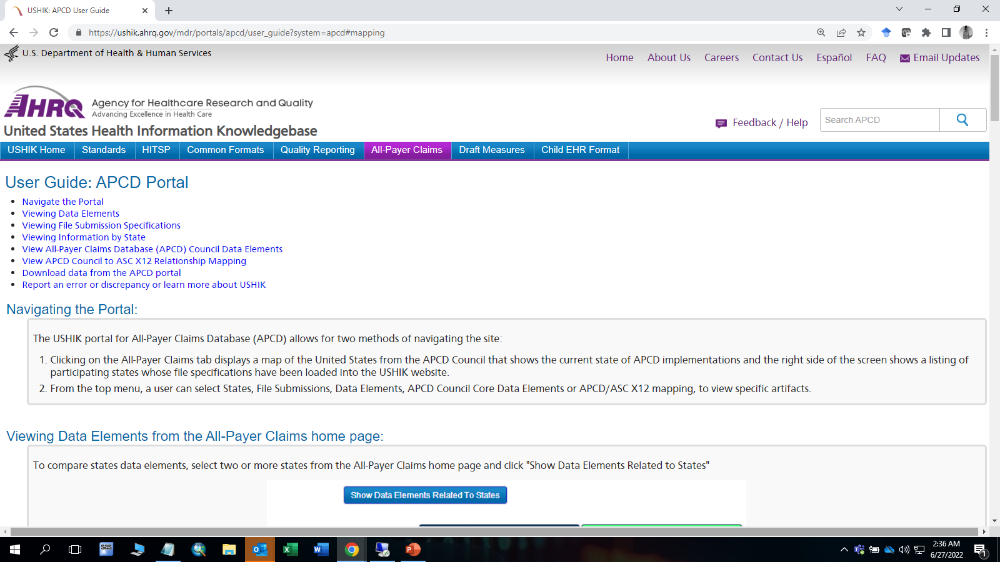 USHIK: APCD User Guide
https://ushik.ahrq.gov/mdr/portals/apcd/user_guide?system=apcd#mapping
U.S. Department of Health & Human Services
Home About Us Careers Contact Us Español FAQ Email Updates
AHRQ
Agency for Healthcare Research and Quality
Advancing Excellence in Health Care
United States Health Information Knowledgebase
Feedback / Help
Search APCD
USHIK Home Standards HITSP Common Formats Quality Reporting All-Payer Claims Draft Measures Child EHR Format
User Guide: APCD Portal
• Navigate the Portal
• Viewing Data Elements
• Viewing File Submission Specifications
• Viewing Information by State
• View All-Payer Claims Database (APCD) Council Data Elements
• View APCD Council to ASC X12 Relationship Mapping
• Download data from the APCD portal
• Report an error or discrepancy or learn more about USHIK
Navigating the Portal:
The USHIK portal for All-Payer Claims Database (APCD) allows for two methods of navigating the site:
1. Clicking on the All-Payer Claims tab displays a map of the United States from the APCD Council that shows the current state of APCD implementations and the right side of the screen shows a listing of
participating states whose file specifications have been loaded into the USHIK website.
2. From the top menu, a user can select States, File Submissions, Data Elements, APCD Council Core Data Elements or APCD/ASC X12 mapping, to view specific artifacts.
Viewing Data Elements from the All-Payer Claims home page:
To compare states data elements, select two or more states from the All-Payer Claims home page and click "Show Data Elements Related to States"
Show Data Elements Related To States
sas
2:36 AM
6/27/2022
1